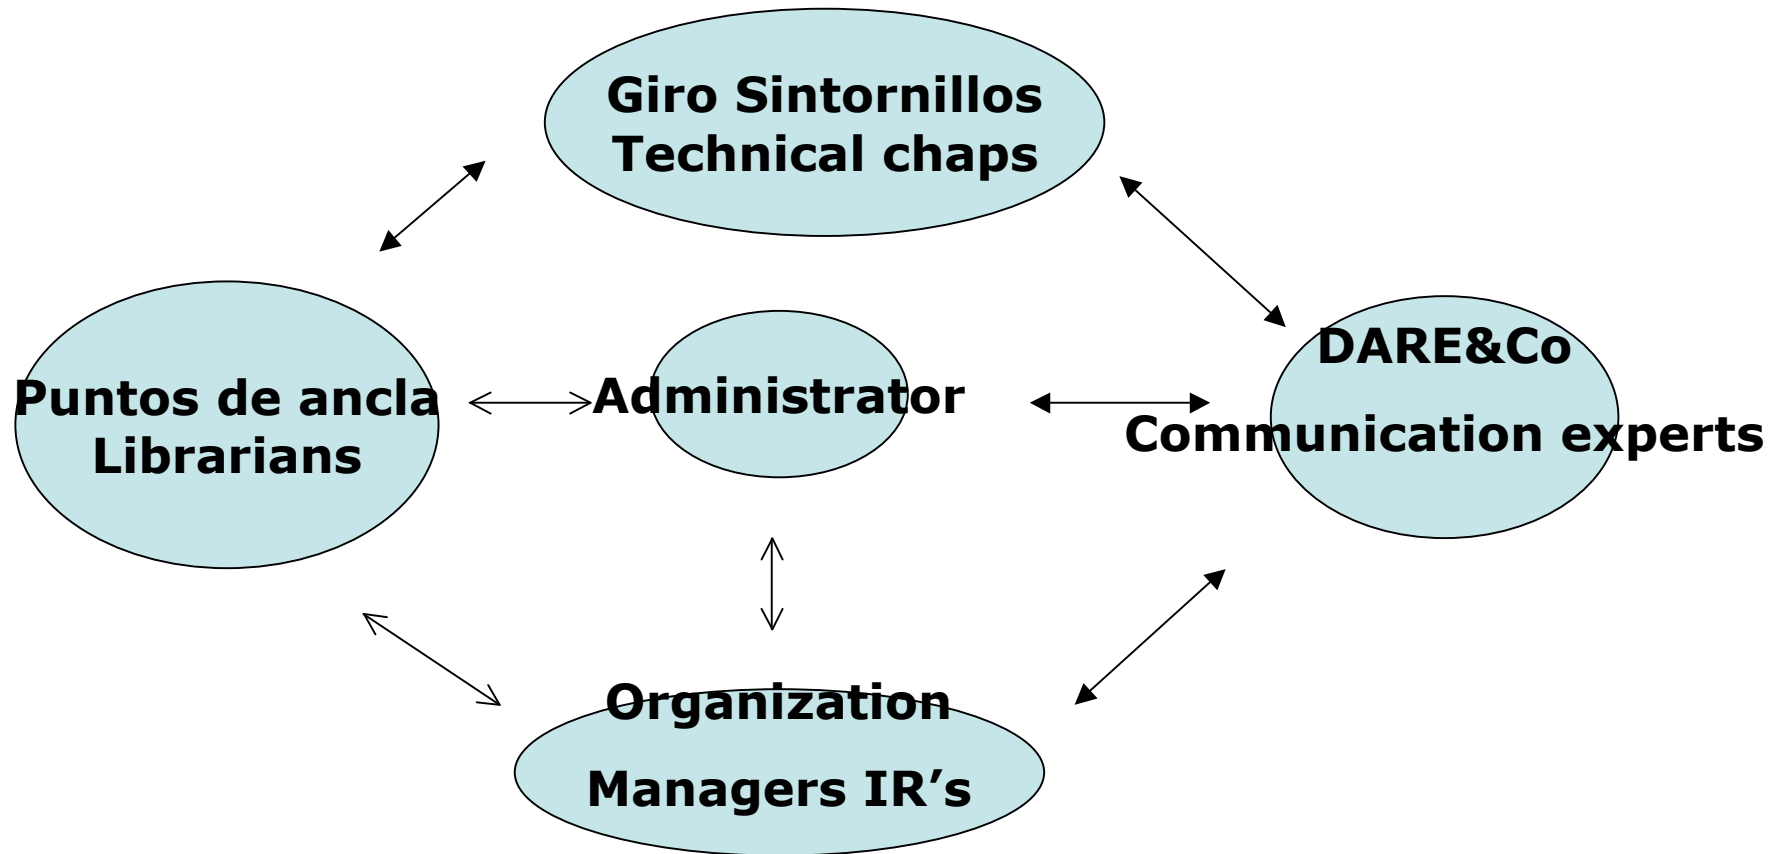 Giro Sintornillos
Technical chaps
Puntos de ancla
Librarians
Administrator
DARE&Co
Communication experts
Organization
Managers IR’s